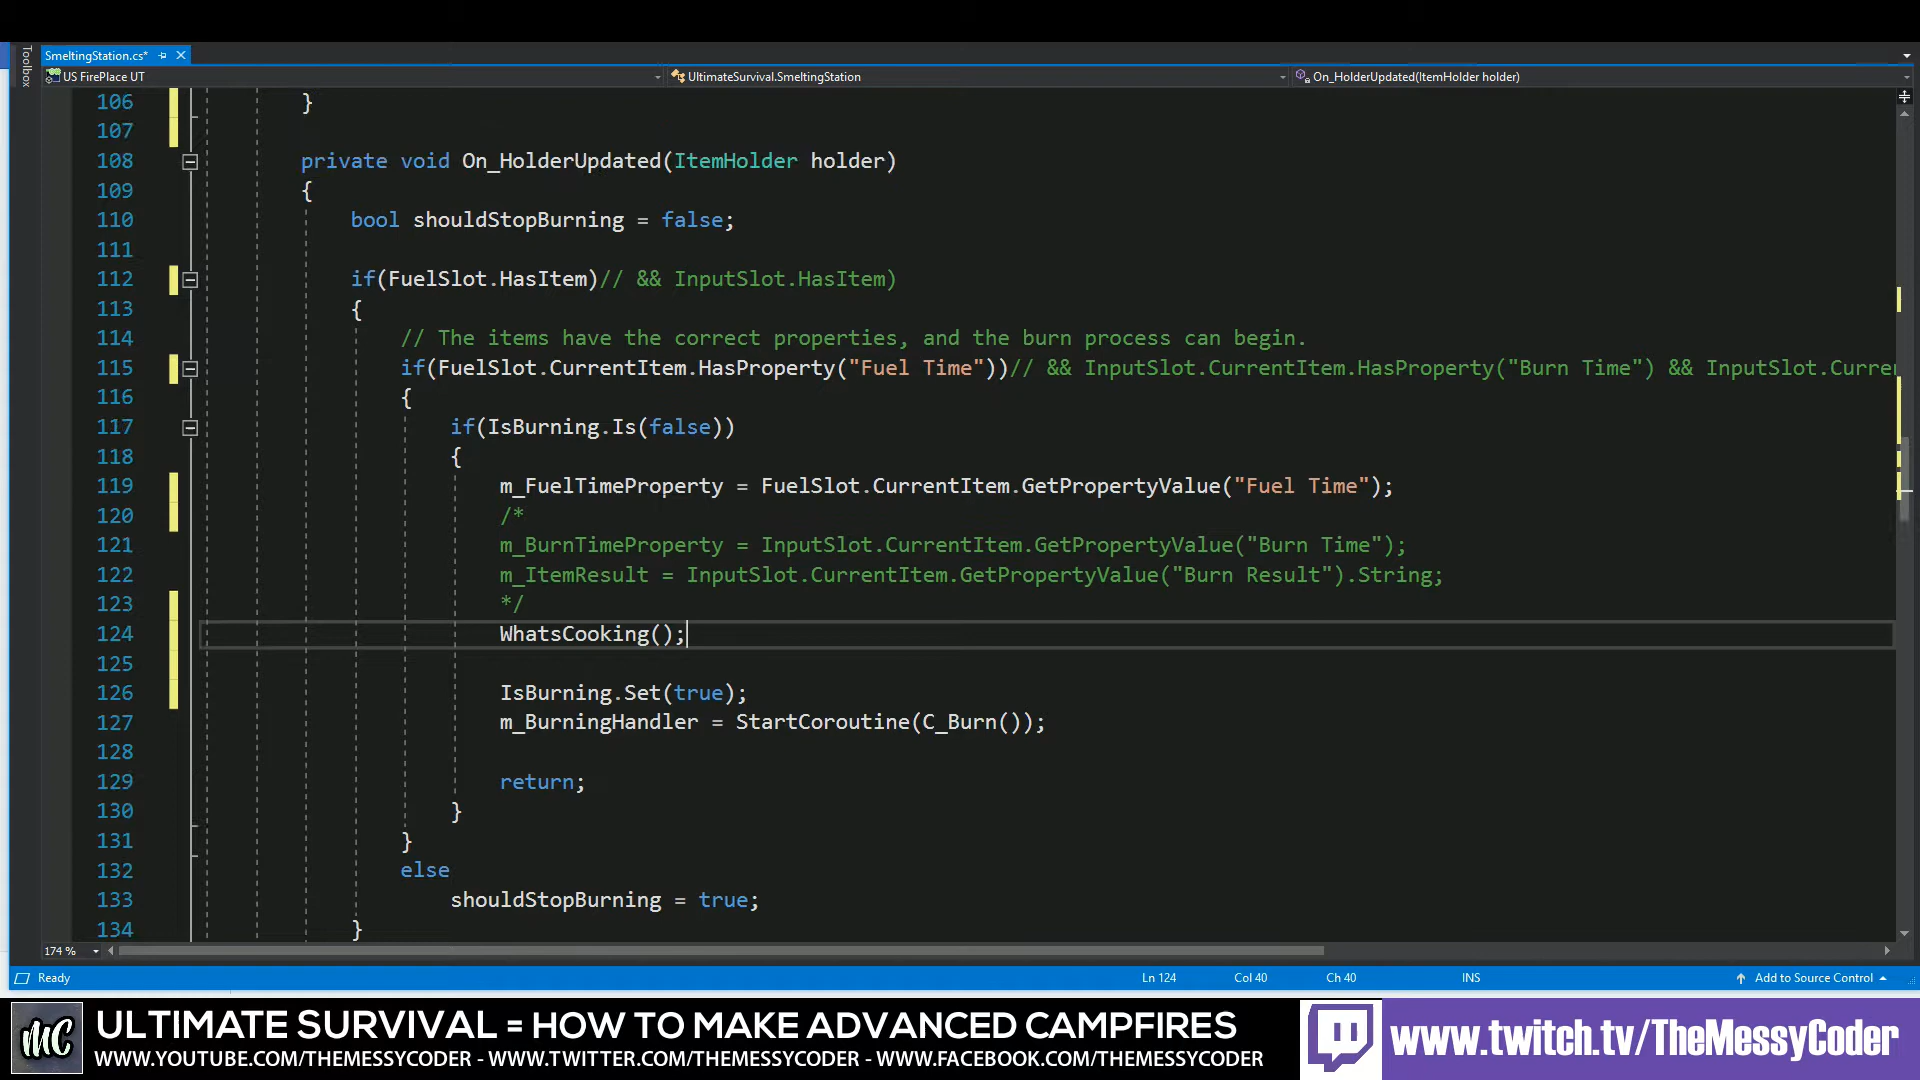 Toolbox
SmeltingStation.cs*
US FirePlace UT
UltimateSurvival.SmeltingStation
On_HolderUpdated(ItemHolder holder)
106 }
107
108 private void On_HolderUpdated(ItemHolder holder)
109 {
110 bool shouldStopBurning = false;
111
112 if(FuelSlot.HasItem)// && InputSlot.HasItem)
113 {
114 // The items have the correct properties, and the burn process can begin.
115 if(FuelSlot.CurrentItem.HasProperty("Fuel Time"))// && InputSlot.CurrentItem.HasProperty("Burn Time") && InputSlot.Curren
116 {
117 if(IsBurning.Is(false))
118 {
119 m_FuelTimeProperty = FuelSlot.CurrentItem.GetPropertyValue("Fuel Time");
120 /*
121 m_BurnTimeProperty = InputSlot.CurrentItem.GetPropertyValue("Burn Time");
122 m_ItemResult = InputSlot.CurrentItem.GetPropertyValue("Burn Result").String;
123 */
124 WhatsCooking();
125
126 IsBurning.Set(true);
127 m_BurningHandler = StartCoroutine(C_Burn());
128
129 return;
130 }
131 }
132 else
133 shouldStopBurning = true;
134 }
174 %
Ready
Ln 124
Col 40
Ch 40
INS
Add to Source Control
MC
ULTIMATE SURVIVAL = HOW TO MAKE ADVANCED CAMPFIRES
WWW.YOUTUBE.COM/THEMESSYCODER - WWW.TWITTER.COM/THEMESSYCODER - WWW.FACEBOOK.COM/THEMESSYCODER
www.twitch.tv/TheMessyCoder